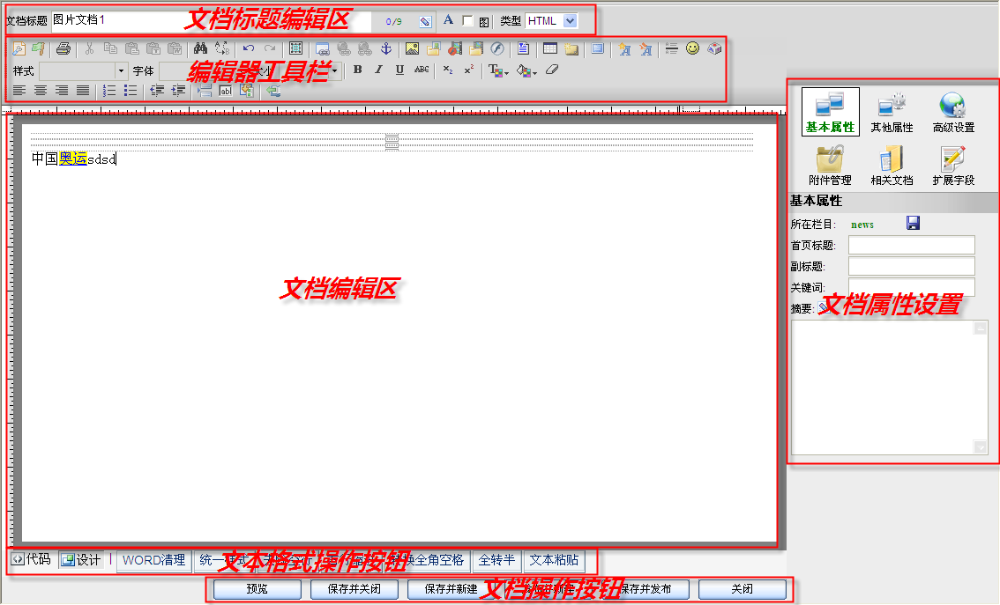 文档标题 图片文档1 文档标题编辑区 0/9 A 图 类型 HTML
样式 字体 编辑器工具栏 B I U ABC
abl
中国奥运sdsd
文档编辑区
基本属性 其他属性 高级设置
附件管理 相关文档 扩展字段
基本属性
所在栏目: news
首页标题:
副标题:
关键词:
摘要: 文档属性设置
代码 设计 WORD清理 文本格式操作按钮 换全角空格 全转半 文本粘贴
预览 保存并关闭 保存并新建 文档操作按钮 保存并发布 关闭